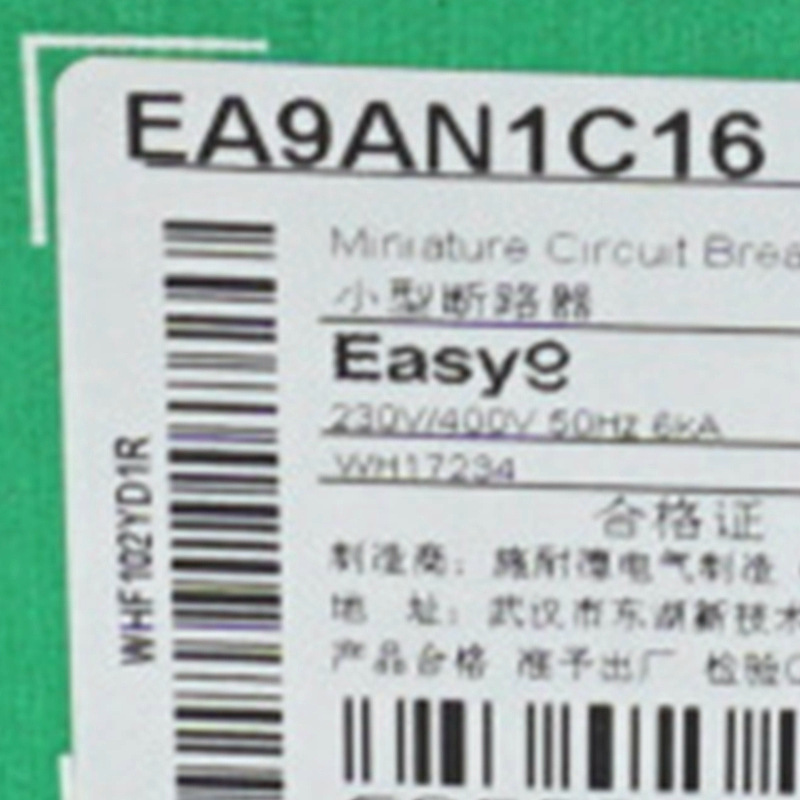 EA9AN1C16
Miniature Circuit Brea
小型断路器
Easy9
230V/400V 50Hz 6kA
WH17234
合格证
制造商：施耐德电气制造
地 址：武汉市东湖新技术
产品合格 准予出厂 检验
WHF102YD1R